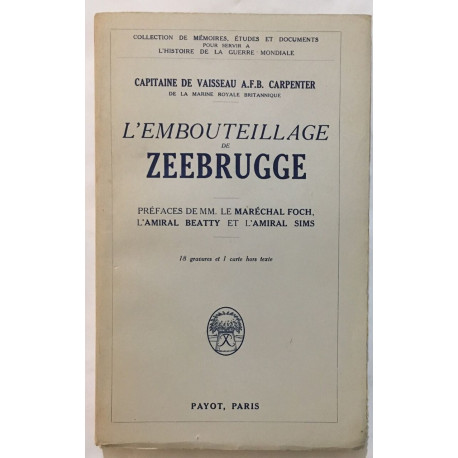 COLLECTION DE MÉMOIRES, ÉTUDES ET DOCUMENTS
POUR SERVIR A
L'HISTOIRE DE LA GUERRE MONDIALE
CAPITAINE DE VAISSEAU A.F.B. CARPENTER
DE LA MARINE ROYALE BRITANNIQUE
L'EMBOUTEILLAGE
DE
ZEEBRUGGE
PRÉFACES DE MM. LE MARÉCHAL FOCH,
L'AMIRAL BEATTY ET L'AMIRAL SIMS
18 gravures et 1 carte hors texte
PAYOT, PARIS